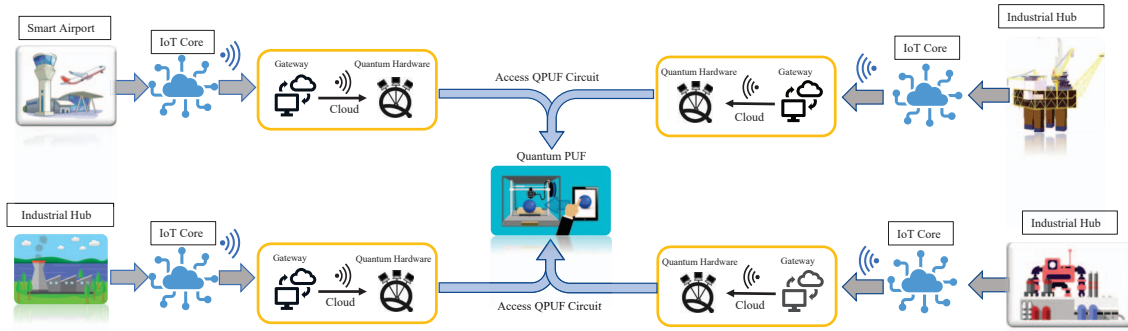 Smart Airport
IoT Core
Gateway
Quantum Hardware
Cloud
Access QPUF Circuit
Quantum Hardware
Gateway
Cloud
IoT Core
Industrial Hub
Quantum PUF
Industrial Hub
IoT Core
Gateway
Quantum Hardware
Cloud
Access QPUF Circuit
Quantum Hardware
Gateway
Cloud
IoT Core
Industrial Hub